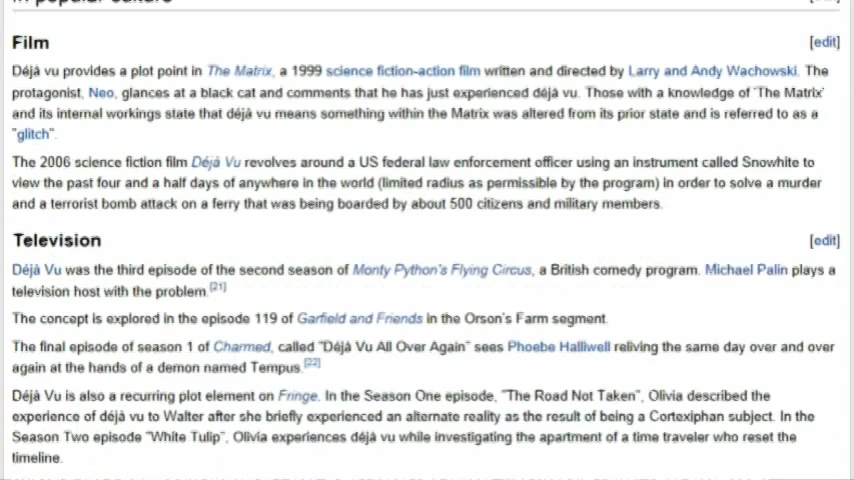 In popular culture
Film
[edit]
Déjà vu provides a plot point in The Matrix, a 1999 science fiction-action film written and directed by Larry and Andy Wachowski. The
protagonist, Neo, glances at a black cat and comments that he has just experienced déjà vu. Those with a knowledge of 'The Matrix'
and its internal workings state that déjà vu means something within the Matrix was altered from its prior state and is referred to as a
"glitch".
The 2006 science fiction film Déjà Vu revolves around a US federal law enforcement officer using an instrument called Snowhite to
view the past four and a half days of anywhere in the world (limited radius as permissible by the program) in order to solve a murder
and a terrorist bomb attack on a ferry that was being boarded by about 500 citizens and military members.
Television
[edit]
Déjà Vu was the third episode of the second season of Monty Python's Flying Circus, a British comedy program. Michael Palin plays a
television host with the problem.[21]
The concept is explored in the episode 119 of Garfield and Friends in the Orson's Farm segment.
The final episode of season 1 of Charmed, called "Déjà Vu All Over Again" sees Phoebe Halliwell reliving the same day over and over
again at the hands of a demon named Tempus.[22]
Déjà Vu is also a recurring plot element on Fringe. In the Season One episode, "The Road Not Taken", Olivia described the
experience of déjà vu to Walter after she briefly experienced an alternate reality as the result of being a Cortexiphan subject. In the
Season Two episode "White Tulip", Olivia experiences déjà vu while investigating the apartment of a time traveler who reset the
timeline.